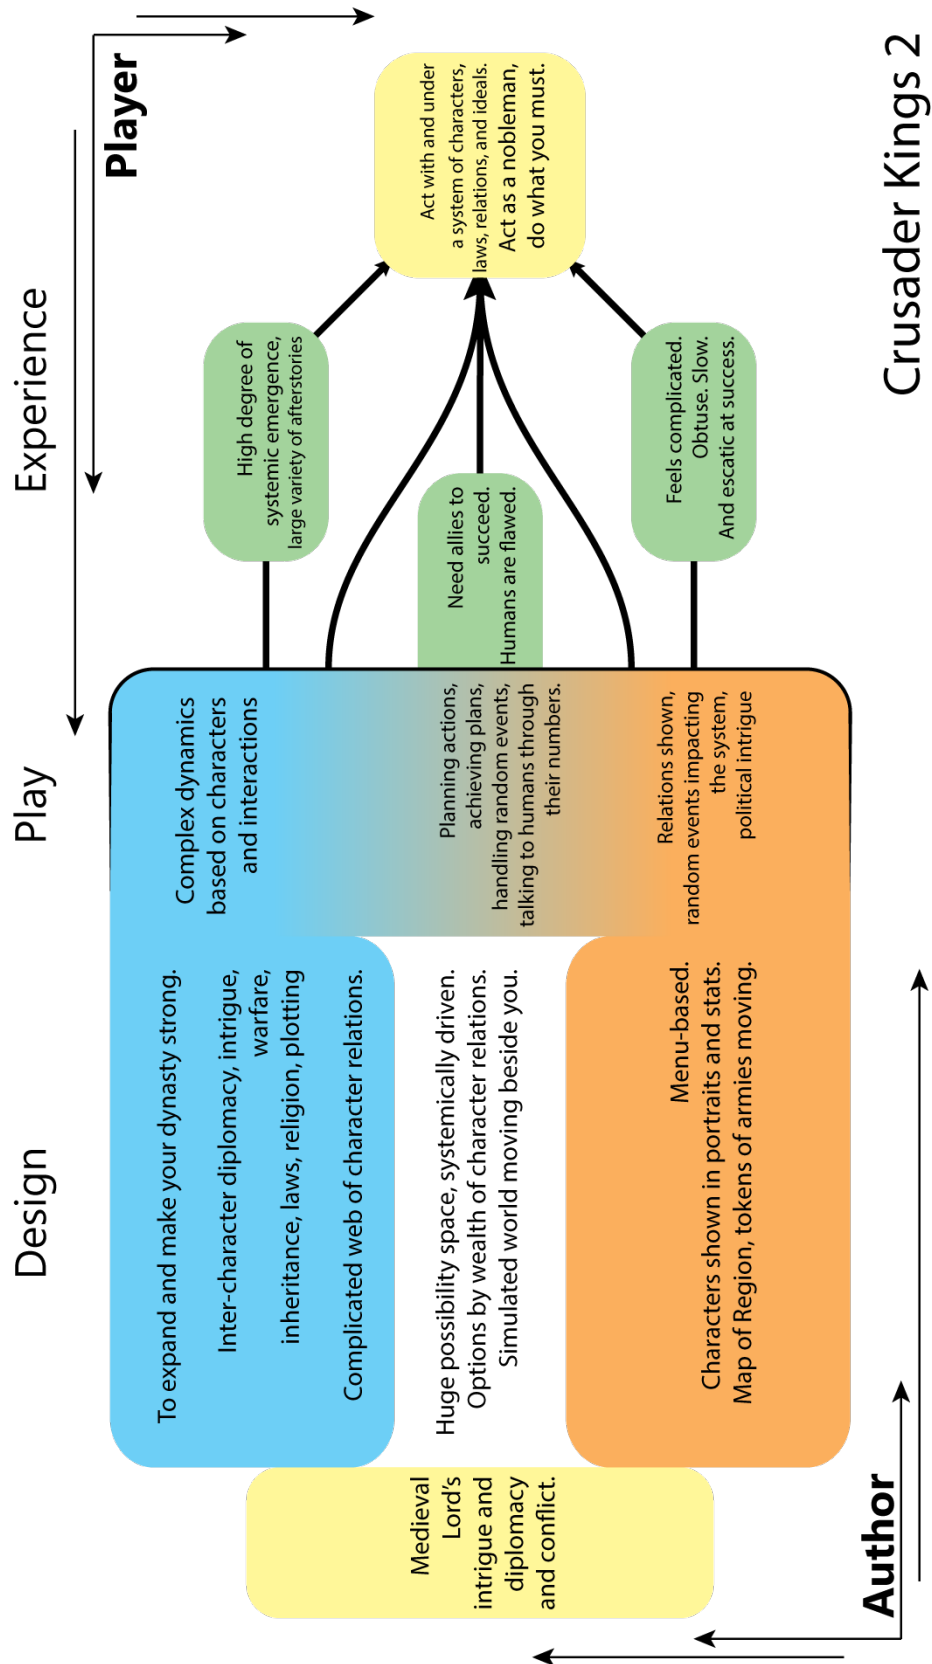 Design
Play
Experience
Player
Medieval
Lord's
intrigue and
diplomacy
and conflict.
To expand and make your dynasty strong.
Inter-character diplomacy, intrigue,
warfare,
inheritance, laws, religion, plotting
Complicated web of character relations.
Huge possibility space, systemically driven.
Options by wealth of character relations.
Simulated world moving beside you.
Menu-based.
Characters shown in portraits and stats.
Map of Region, tokens of armies moving.
Complex dynamics
based on characters
and interactions
Planning actions,
achieving plans,
handling random events,
talking to humans through
their numbers.
Relations shown,
random events impacting
the system,
political intrigue
High degree of
systemic emergence,
large variety of afterstories
Need allies to
succeed.
Humans are flawed.
Feels complicated.
Obtuse. Slow.
And escatic at success.
Act with and under
a system of characters,
laws, relations, and ideals.
Act as a nobleman,
do what you must.
Author
Crusader Kings 2